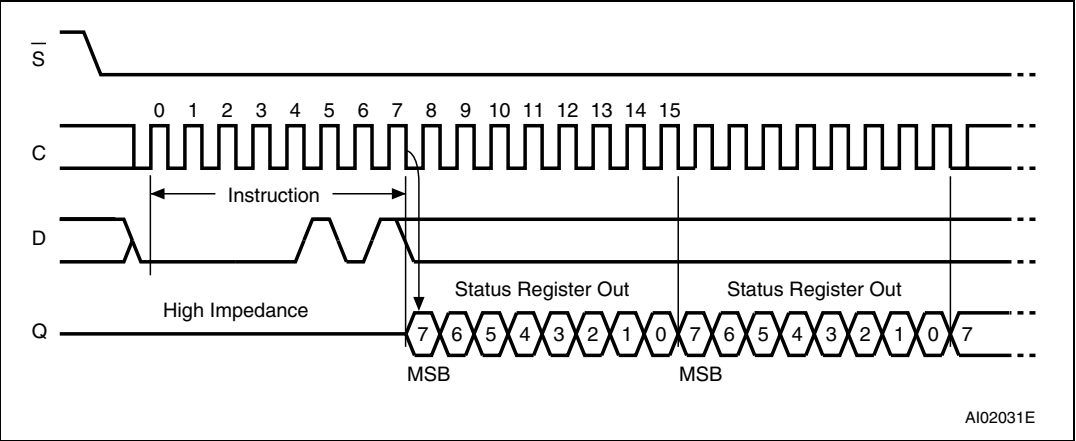 S
0 1 2 3 4 5 6 7 8 9 10 11 12 13 14 15
C
Instruction
D
Status Register Out Status Register Out
High Impedance
Q 7 6 5 4 3 2 1 0 7 6 5 4 3 2 1 0 7
MSB MSB
AI02031E